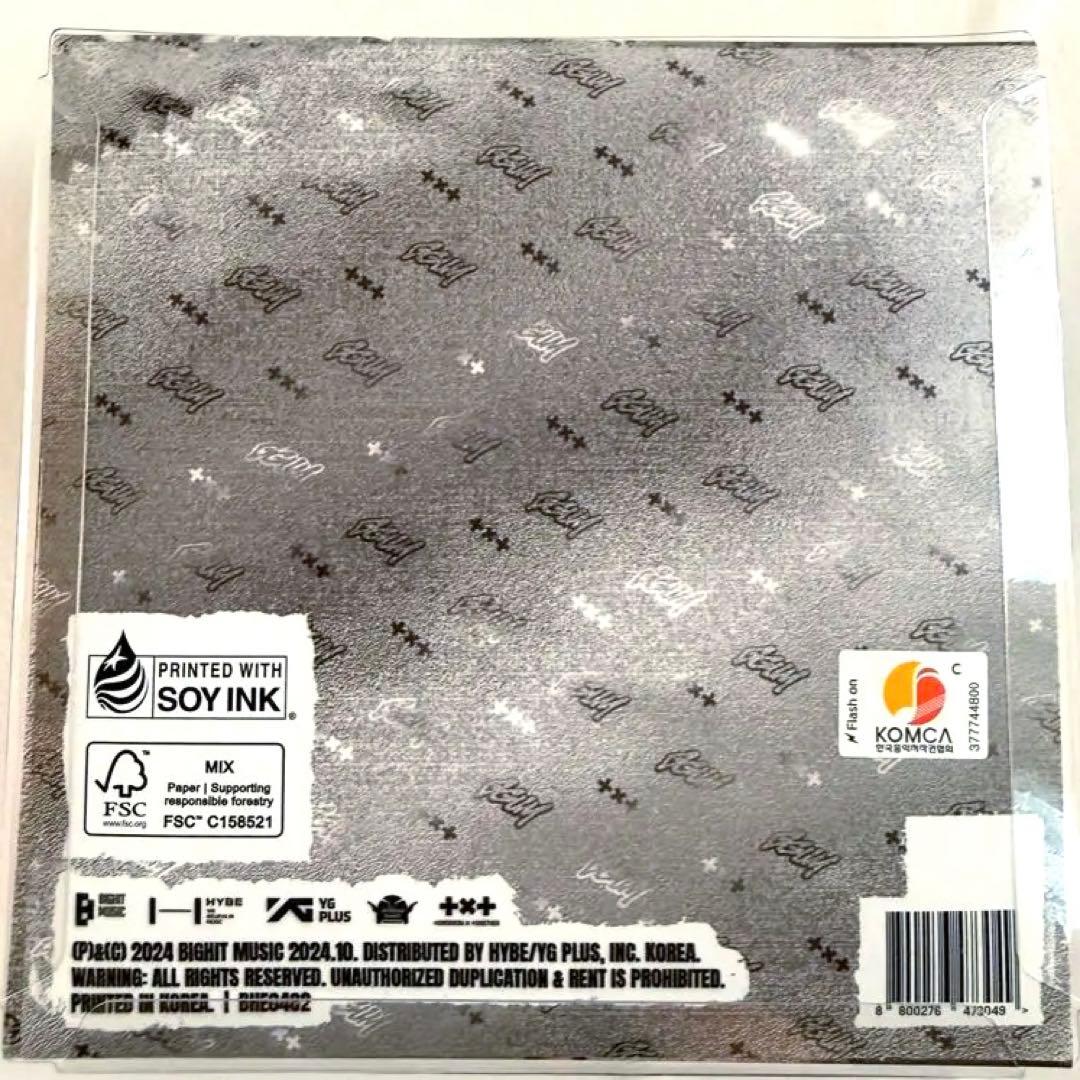 PRINTED WITH
SOY INK®
FSC™
www.fsc.org
MIX
Paper | Supporting
responsible forestry
FSC™ C158521
Flash on
KOMCA
한국음악저작권협회
C
377744800
BIGHIT
MUSIC
HYBE
YG
PLUS
+×+
(P)&(C) 2024 BIGHIT MUSIC 2024.10. DISTRIBUTED BY HYBE/YG PLUS, INC. KOREA.
WARNING: ALL RIGHTS RESERVED. UNAUTHORIZED DUPLICATION & RENT IS PROHIBITED.
PRINTED IN KOREA. |
8 800276 473049 >